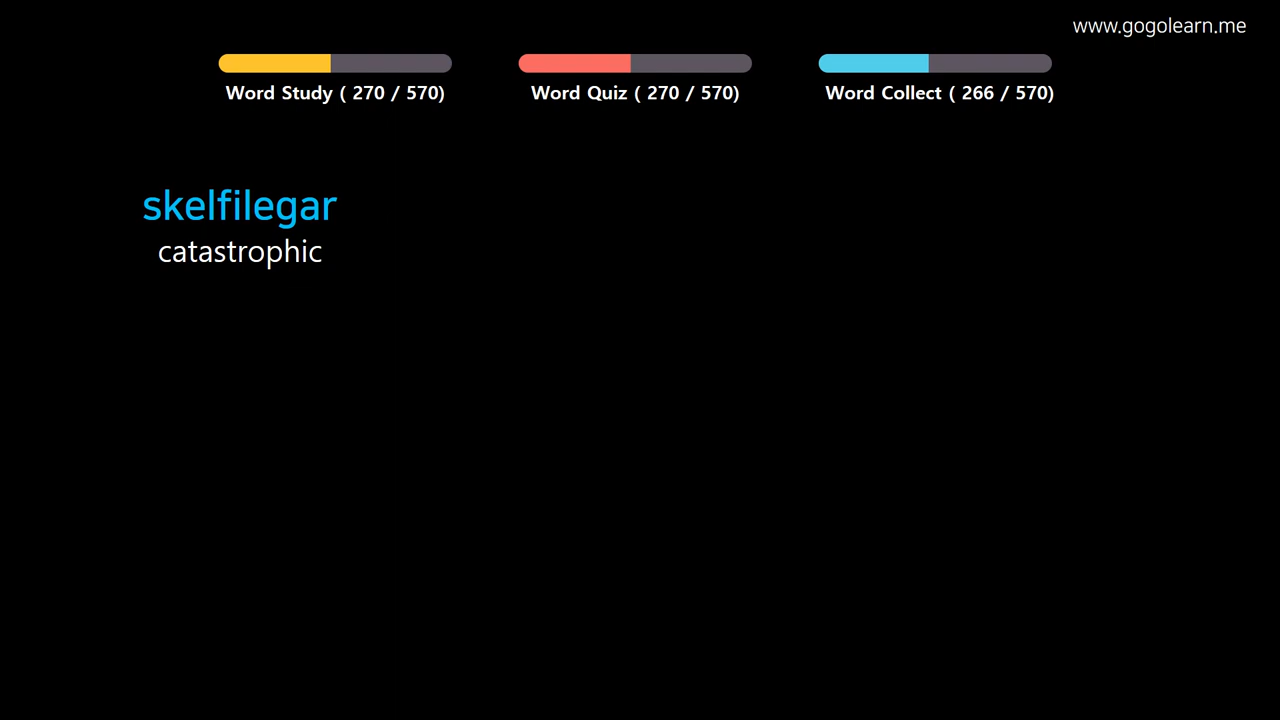 www.gogolearn.me
Word Study ( 270 / 570)
Word Quiz ( 270 / 570)
Word Collect ( 266 / 570)
skelfilegar
catastrophic